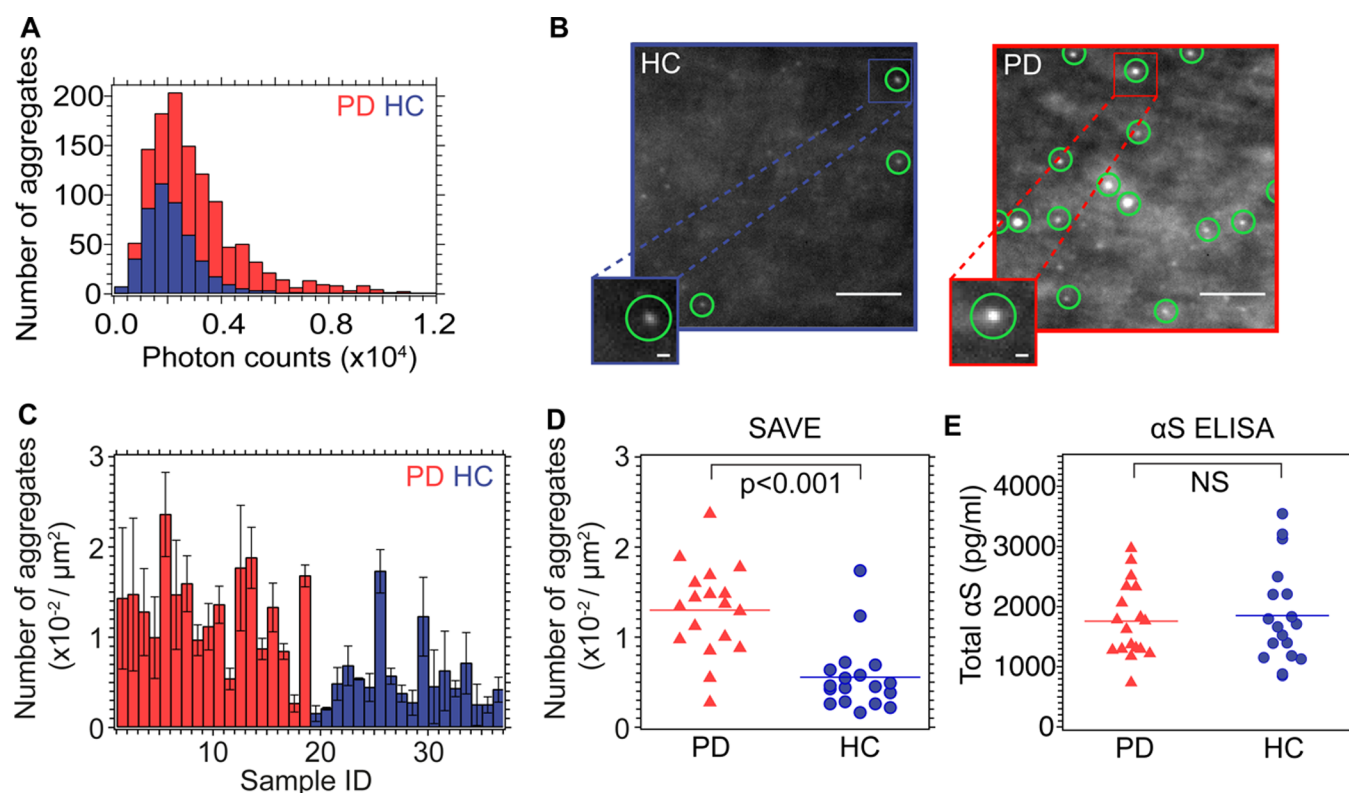 A
Number of aggregates
200
150
100
50
0
PD HC
0.0 0.4 0.8 1.2
Photon counts (x10⁴)
B
HC
PD
C
Number of aggregates
(x10⁻² / µm²)
3
2
1
0
PD HC
10 20 30
Sample ID
D
SAVE
Number of aggregates
(x10⁻² / µm²)
3
2
1
0
p<0.001
PD HC
E
αS ELISA
Total αS (pg/ml)
4000
3000
2000
1000
0
NS
PD HC